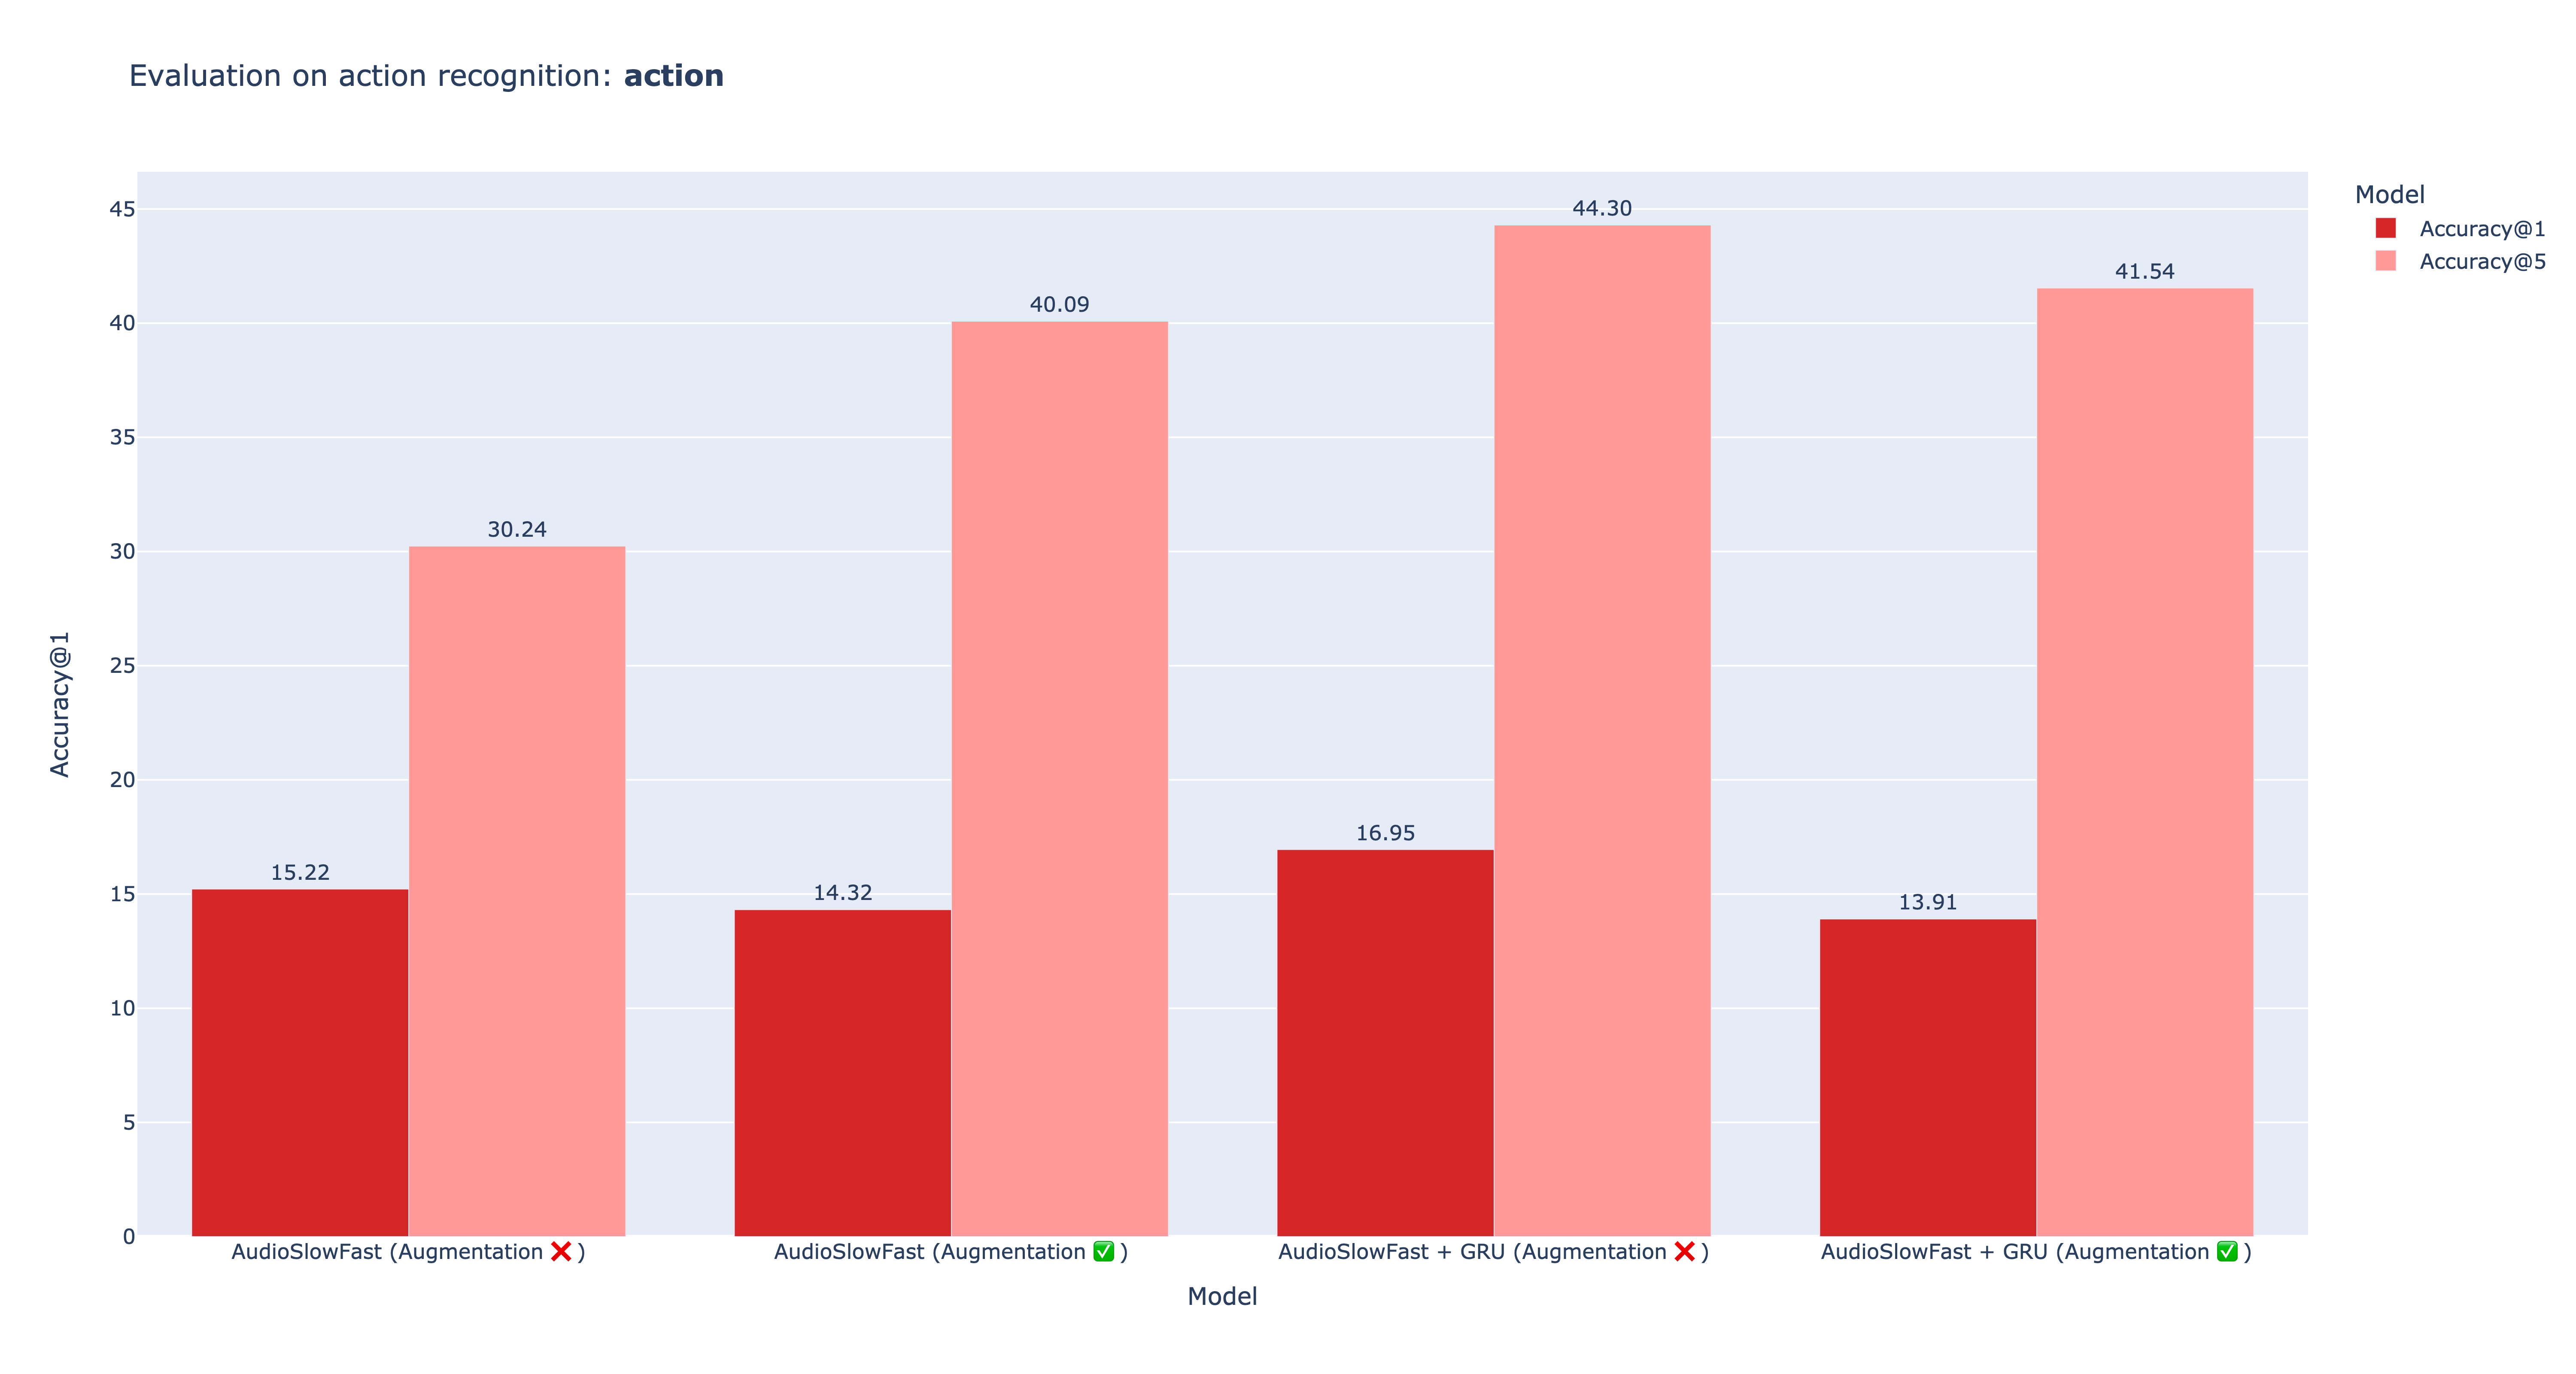 Evaluation on action recognition: action
Model
Accuracy@1
Accuracy@5
45
40
35
30
25
20
15
10
5
0
Accuracy@1
15.22
30.24
14.32
40.09
16.95
44.30
13.91
41.54
AudioSlowFast (Augmentation ❌ )
AudioSlowFast (Augmentation ✅ )
AudioSlowFast + GRU (Augmentation ❌ )
AudioSlowFast + GRU (Augmentation ✅ )
Model